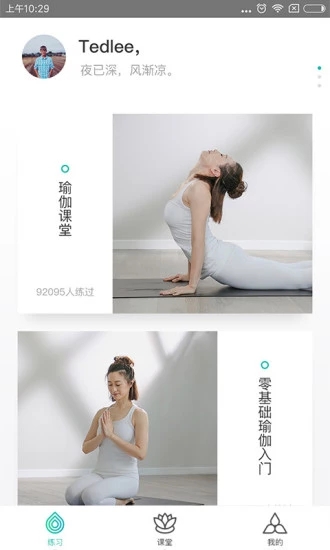 上午10:29
Tedlee，
夜已深，风渐凉。
瑜伽课堂
92095人练过
零基础瑜伽入门
练习
课堂
我的